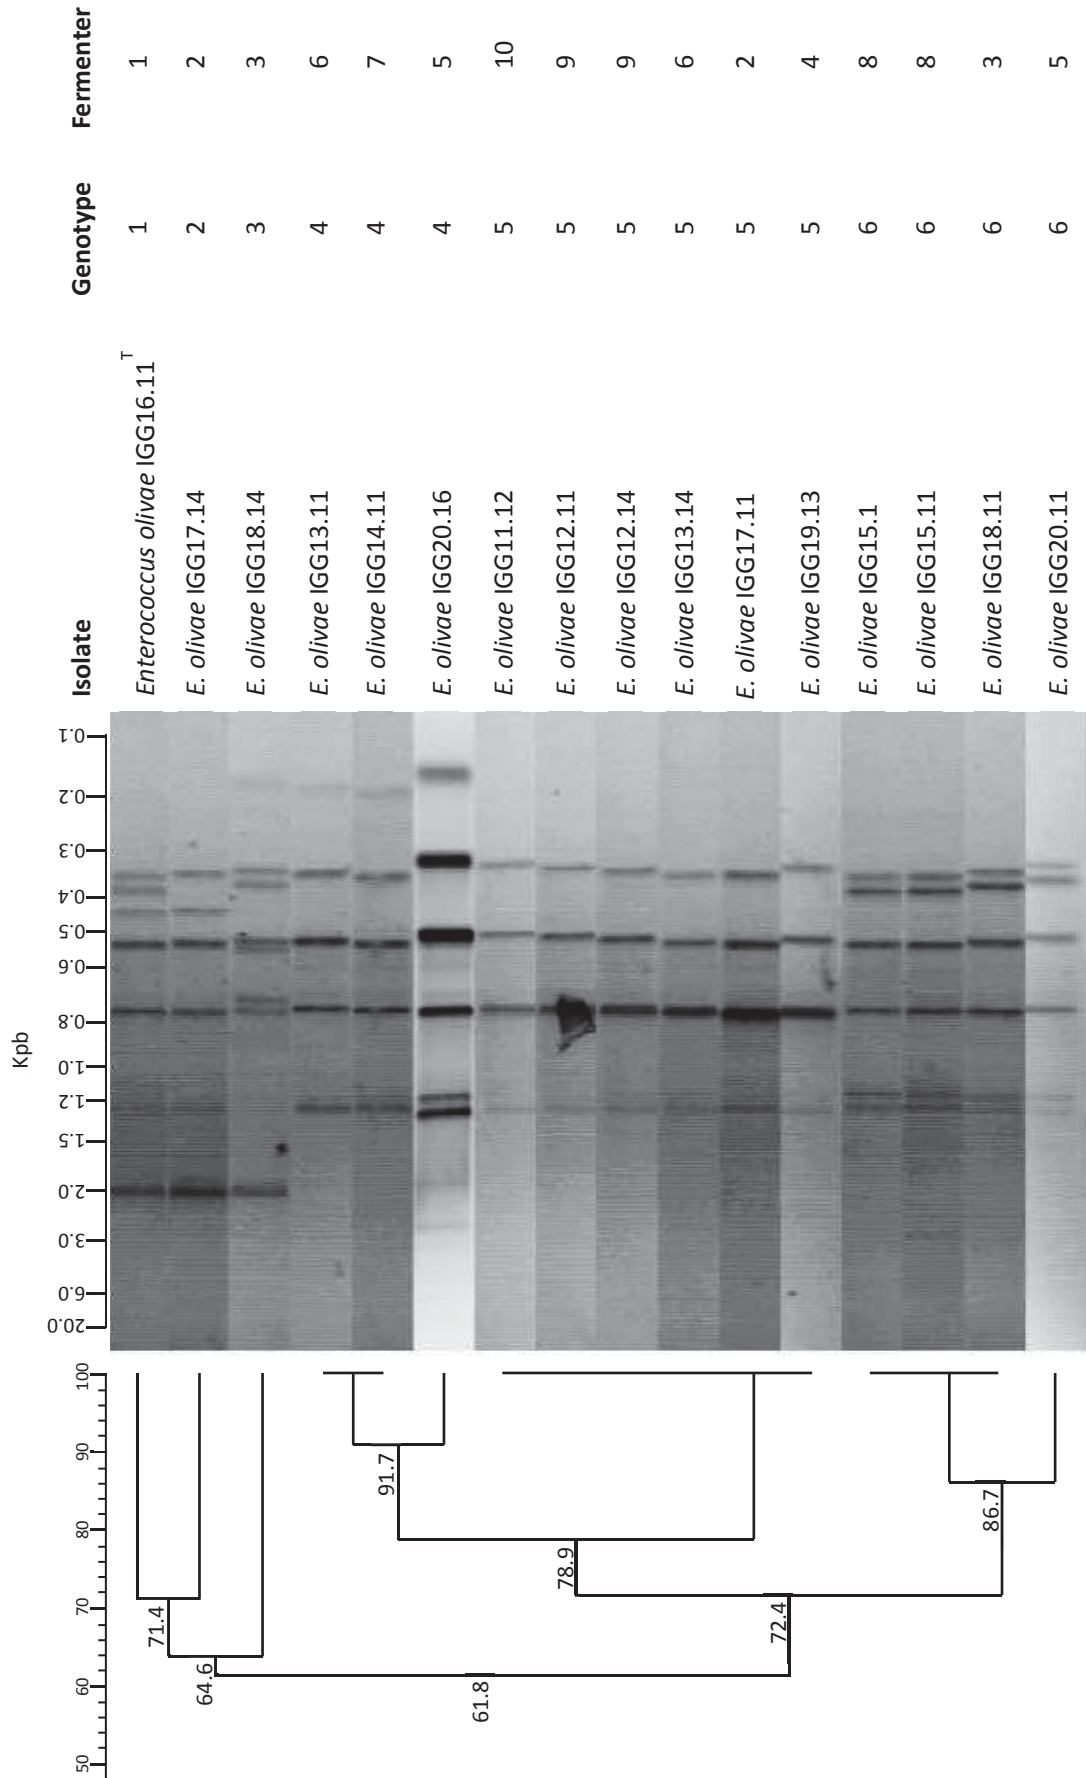 Kpb
50 60 70 80 90 100 20.0 6.0 3.0 2.0 1.5 1.2 1.0 0.8 0.6 0.5 0.4 0.3 0.2 0.1
Isolate Genotype Fermenter
Enterococcus olivae IGG16.11T 1 1
E. olivae IGG17.14 2 2
E. olivae IGG18.14 3 3
E. olivae IGG13.11 4 6
E. olivae IGG14.11 4 7
E. olivae IGG20.16 4 5
E. olivae IGG11.12 5 10
E. olivae IGG12.11 5 9
E. olivae IGG12.14 5 9
E. olivae IGG13.14 5 6
E. olivae IGG17.11 5 2
E. olivae IGG19.13 5 4
E. olivae IGG15.1 6 8
E. olivae IGG15.11 6 8
E. olivae IGG18.11 6 3
E. olivae IGG20.11 6 5
71.4
64.6
91.7
61.8
78.9
72.4
86.7